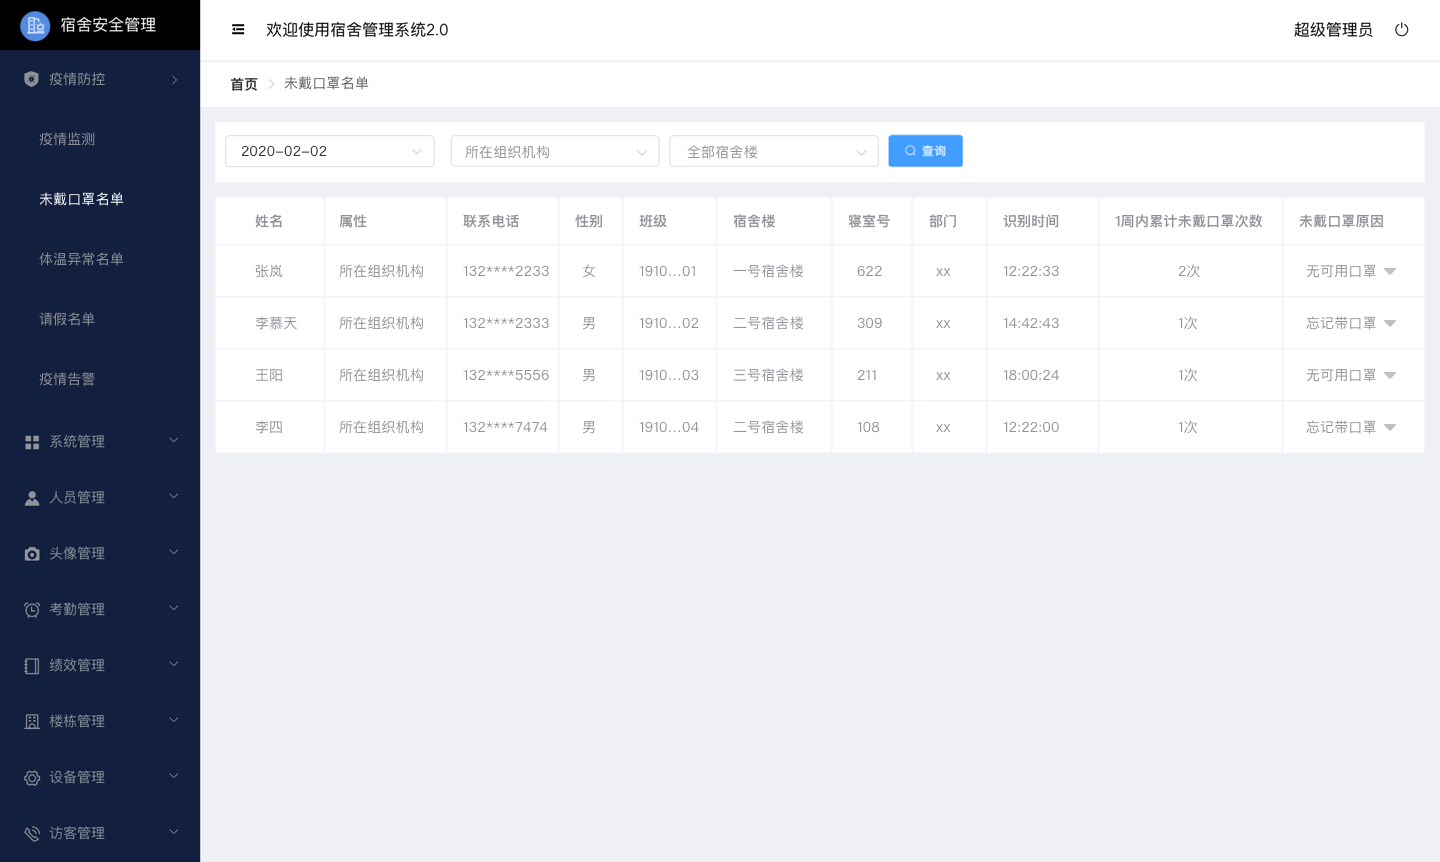 宿舍安全管理
欢迎使用宿舍管理系统2.0
超级管理员
疫情防控
疫情监测
未戴口罩名单
体温异常名单
请假名单
疫情告警
系统管理
人员管理
头像管理
考勤管理
绩效管理
楼栋管理
设备管理
访客管理
首页 未戴口罩名单
2020-02-02 所在组织机构 全部宿舍楼 查询
姓名 属性 联系电话 性别 班级 宿舍楼 寝室号 部门 识别时间 1周内累计未戴口罩次数 未戴口罩原因
张岚 所在组织机构 132****2233 女 1910...01 一号宿舍楼 622 xx 12:22:33 2次 无可用口罩
李慕天 所在组织机构 132****2333 男 1910...02 二号宿舍楼 309 xx 14:42:43 1次 忘记带口罩
王阳 所在组织机构 132****5556 男 1910...03 三号宿舍楼 211 xx 18:00:24 1次 无可用口罩
李四 所在组织机构 132****7474 男 1910...04 二号宿舍楼 108 xx 12:22:00 1次 忘记带口罩